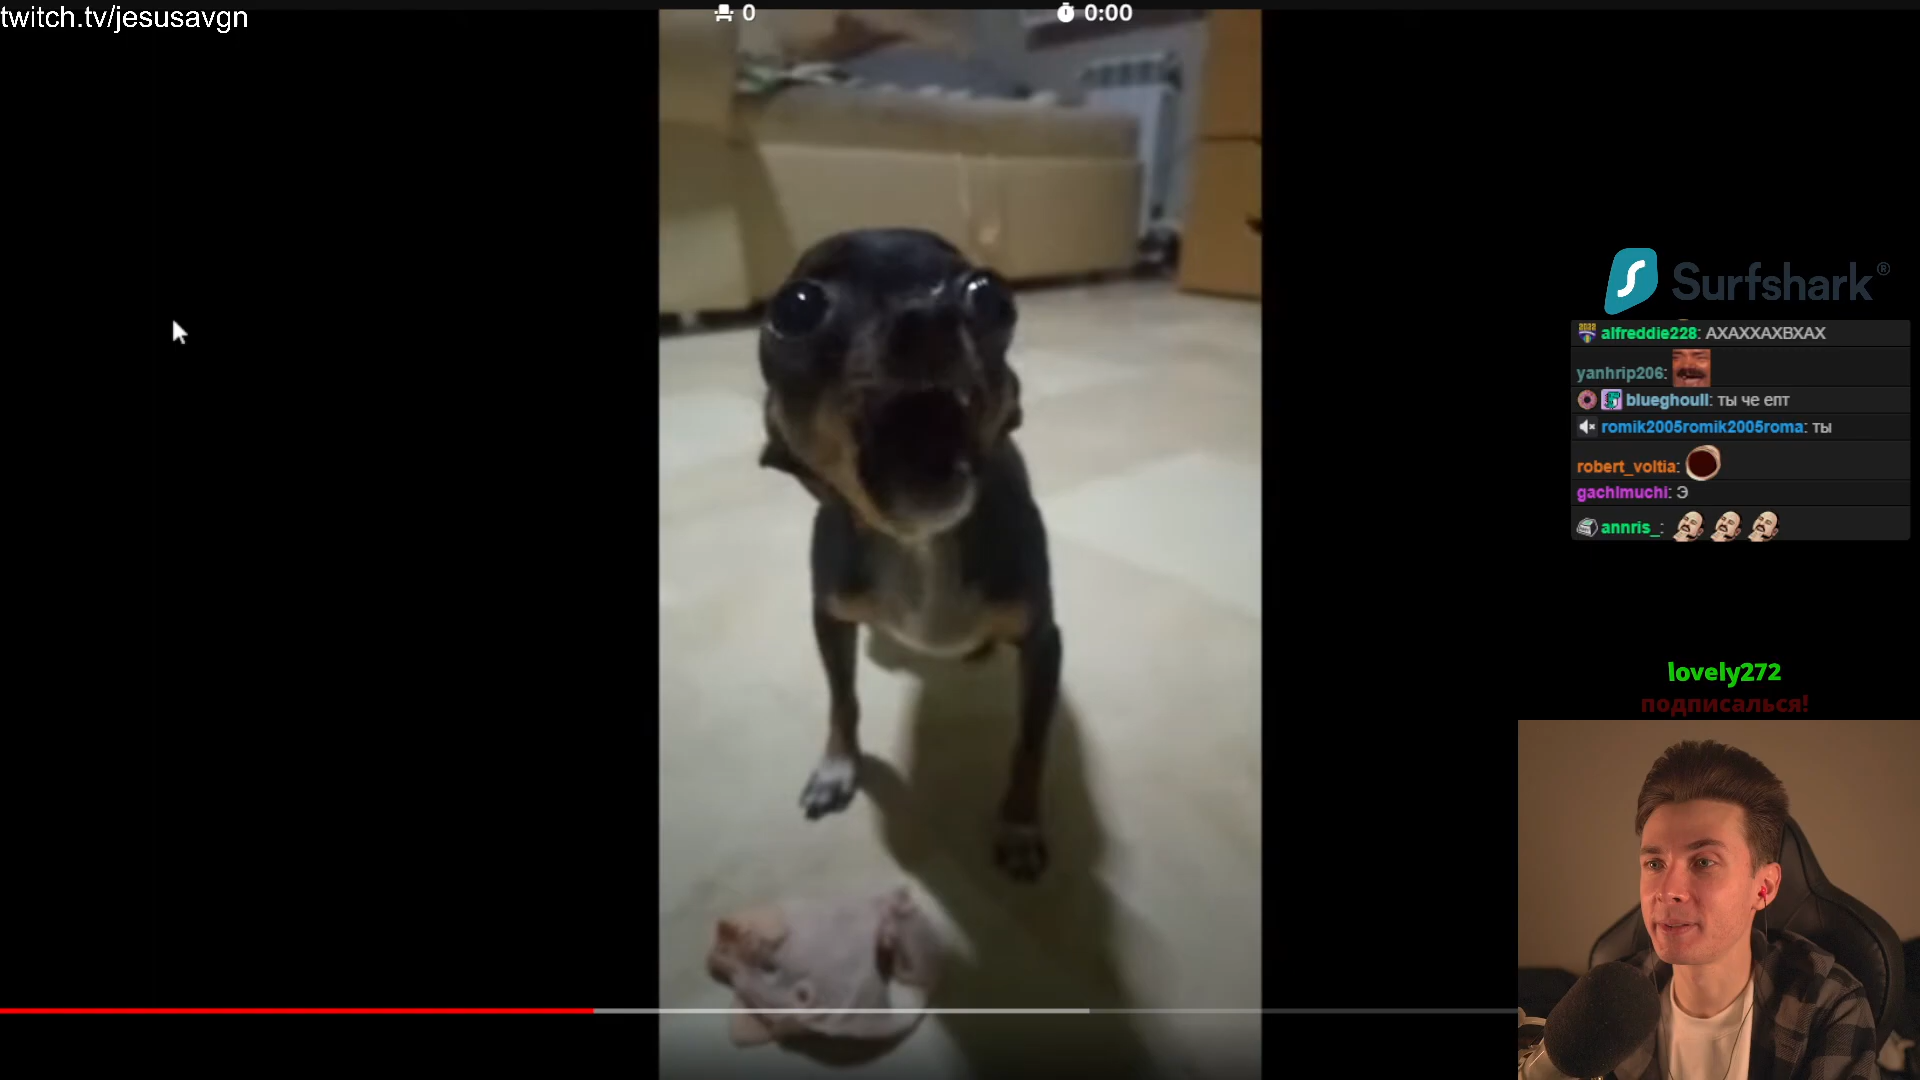 twitch.tv/jesusavgn
0
0:00
Surfshark®
alfreddie228: АХАХХАХВХАХ
yanhrip206:
blueghoull: ты че епт
romik2005romik2005roma: ты
robert_voltia:
gachimuchi: Э
annris_:
lovely272
подписалься!